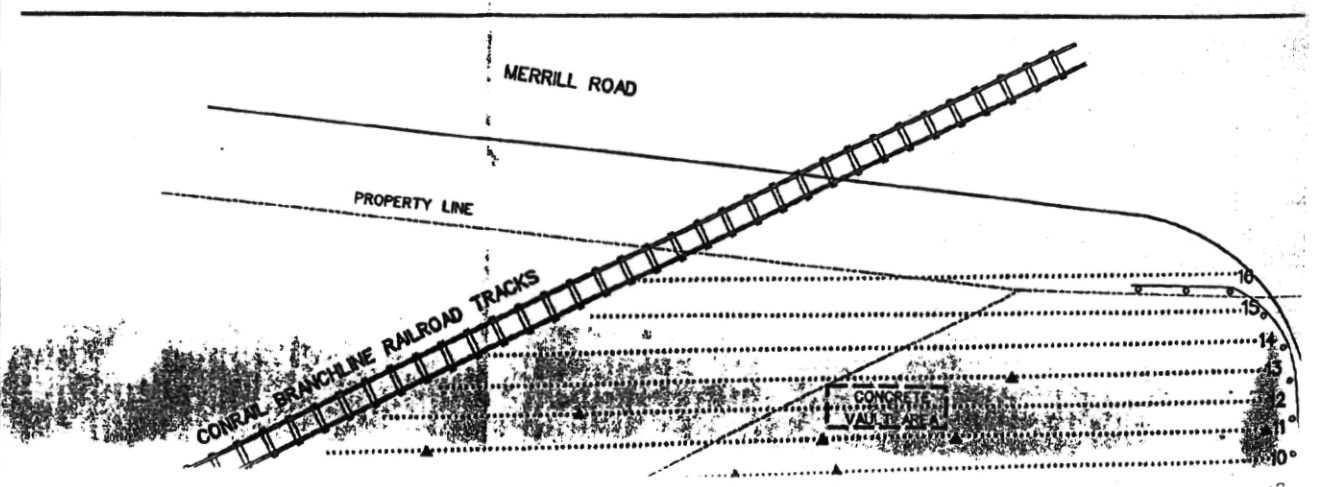 MERRILL ROAD
PROPERTY LINE
CONRAIL BRANCHLINE RAILROAD TRACKS
16
15
14
13
CONCRETE
12
VAULT AREA
11
10